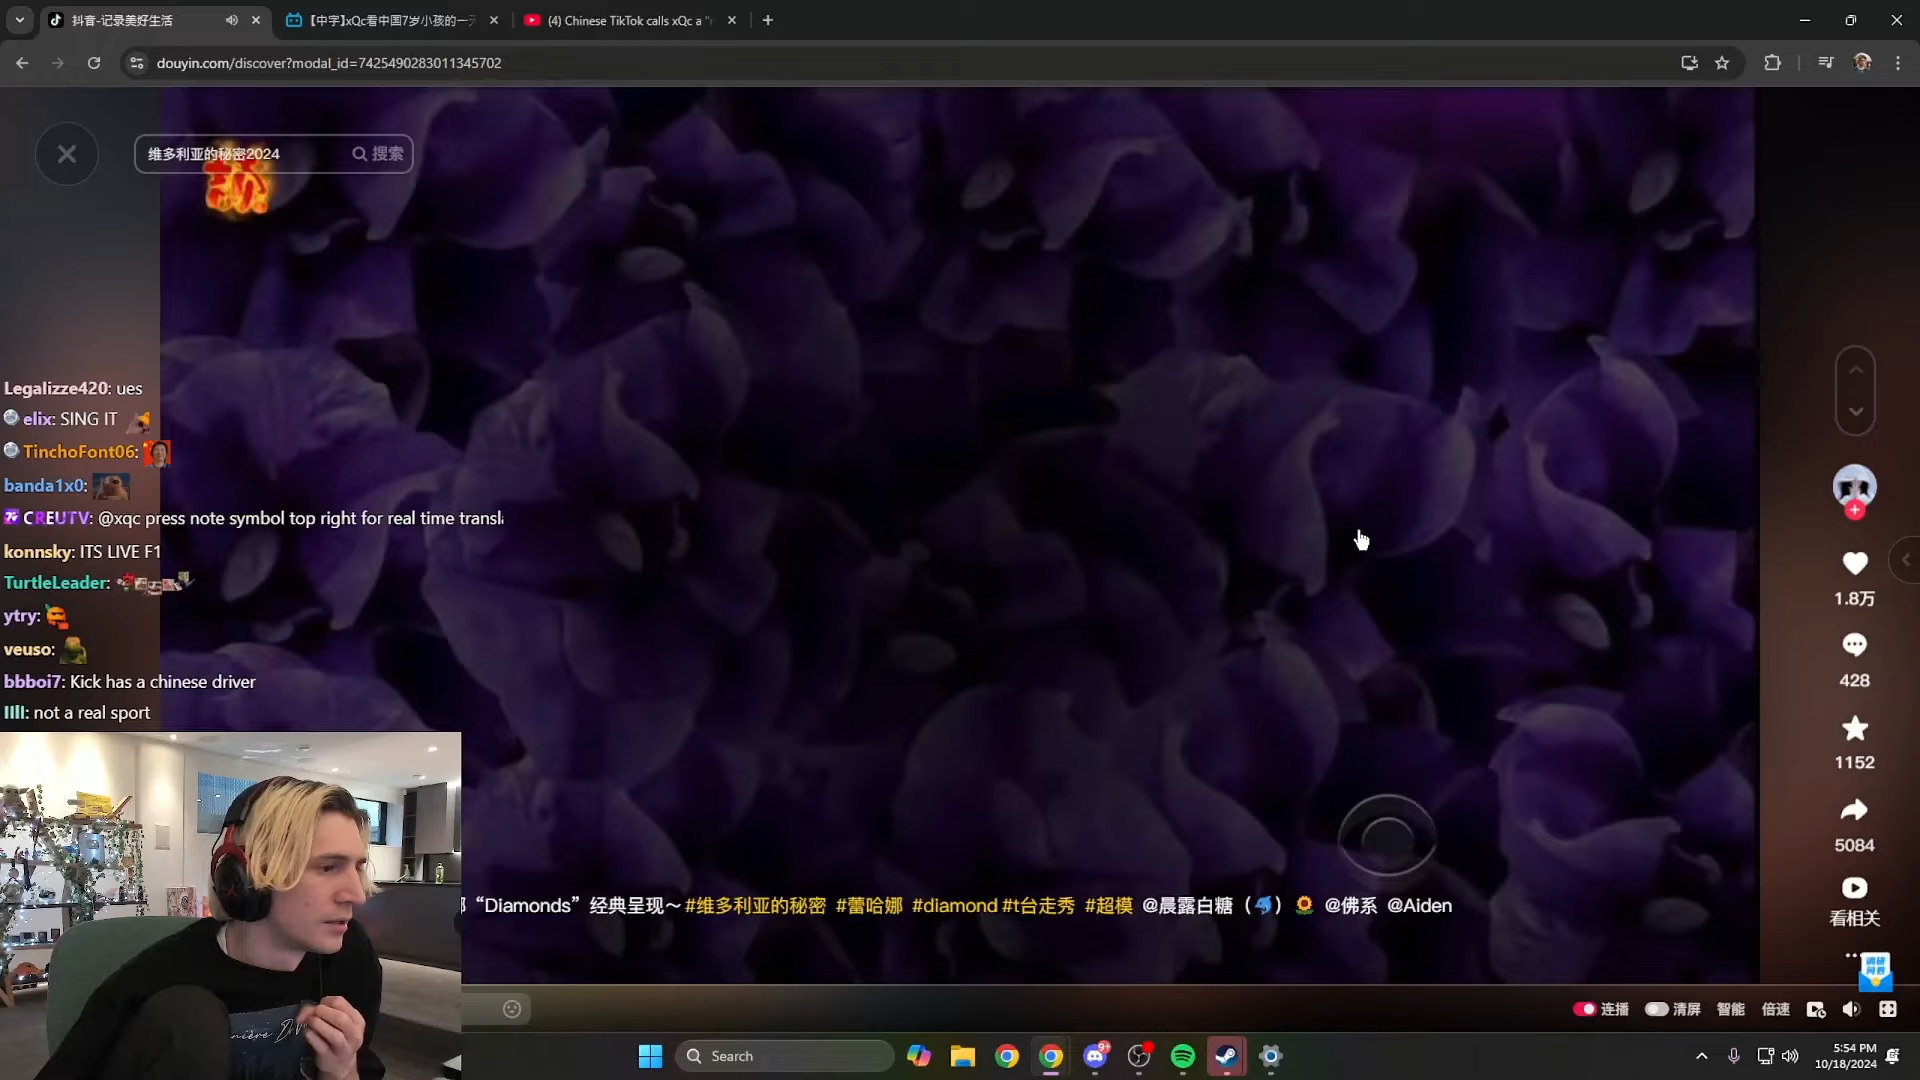 抖音-记录美好生活
【中字】xQc看中国7岁小孩的一
(4) Chinese TikTok calls xQc a "
douyin.com/discover?modal_id=7425490283011345702
维多利亚的秘密2024
搜索
Legalizze420: ues
elix: SING IT
TinchoFont06:
banda1x0:
CREUTV: @xqc press note symbol top right for real time transl
konnsky: ITS LIVE F1
TurtleLeader:
ytry:
veuso:
bbboi7: Kick has a chinese driver
not a real sport
1.8万
428
1152
5084
看相关
“Diamonds” 经典呈现～#维多利亚的秘密 #蕾哈娜 #diamond #t台走秀 #超模 @晨露白糖（🐬）🌻 @佛系 @Aiden
调研
问卷
连播
清屏
智能
倍速
Search
9+
5:54 PM
10/18/2024